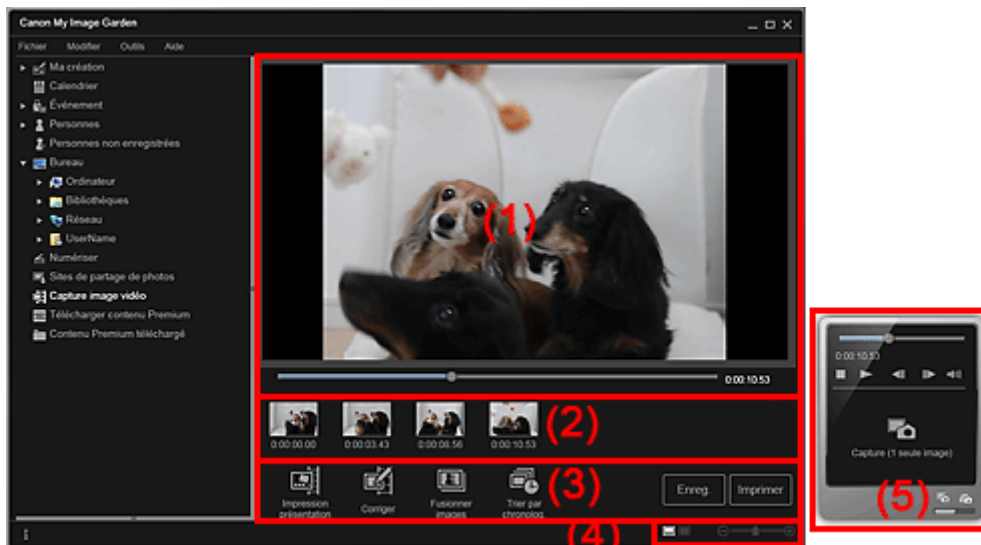 Canon My Image Garden
Fichier Modifier Outils Aide
Ma création
Calendrier
Événement
Personnes
Personnes non enregistrées
Bureau
Ordinateur
Bibliothèques
Réseau
UserName
Numériser
Sites de partage de photos
Capture image vidéo
Télécharger contenu Premium
Contenu Premium téléchargé
(1)
0:00:10.53
0:00:00.00 0:00:03.43 0:00:08.56 0:00:10.53
(2)
Impression présentation
Corriger
Fusionner images
Trier par chronolog.
(3)
Enreg. Imprimer
(4)
0:00:10.53
Capture (1 seule image)
(5)